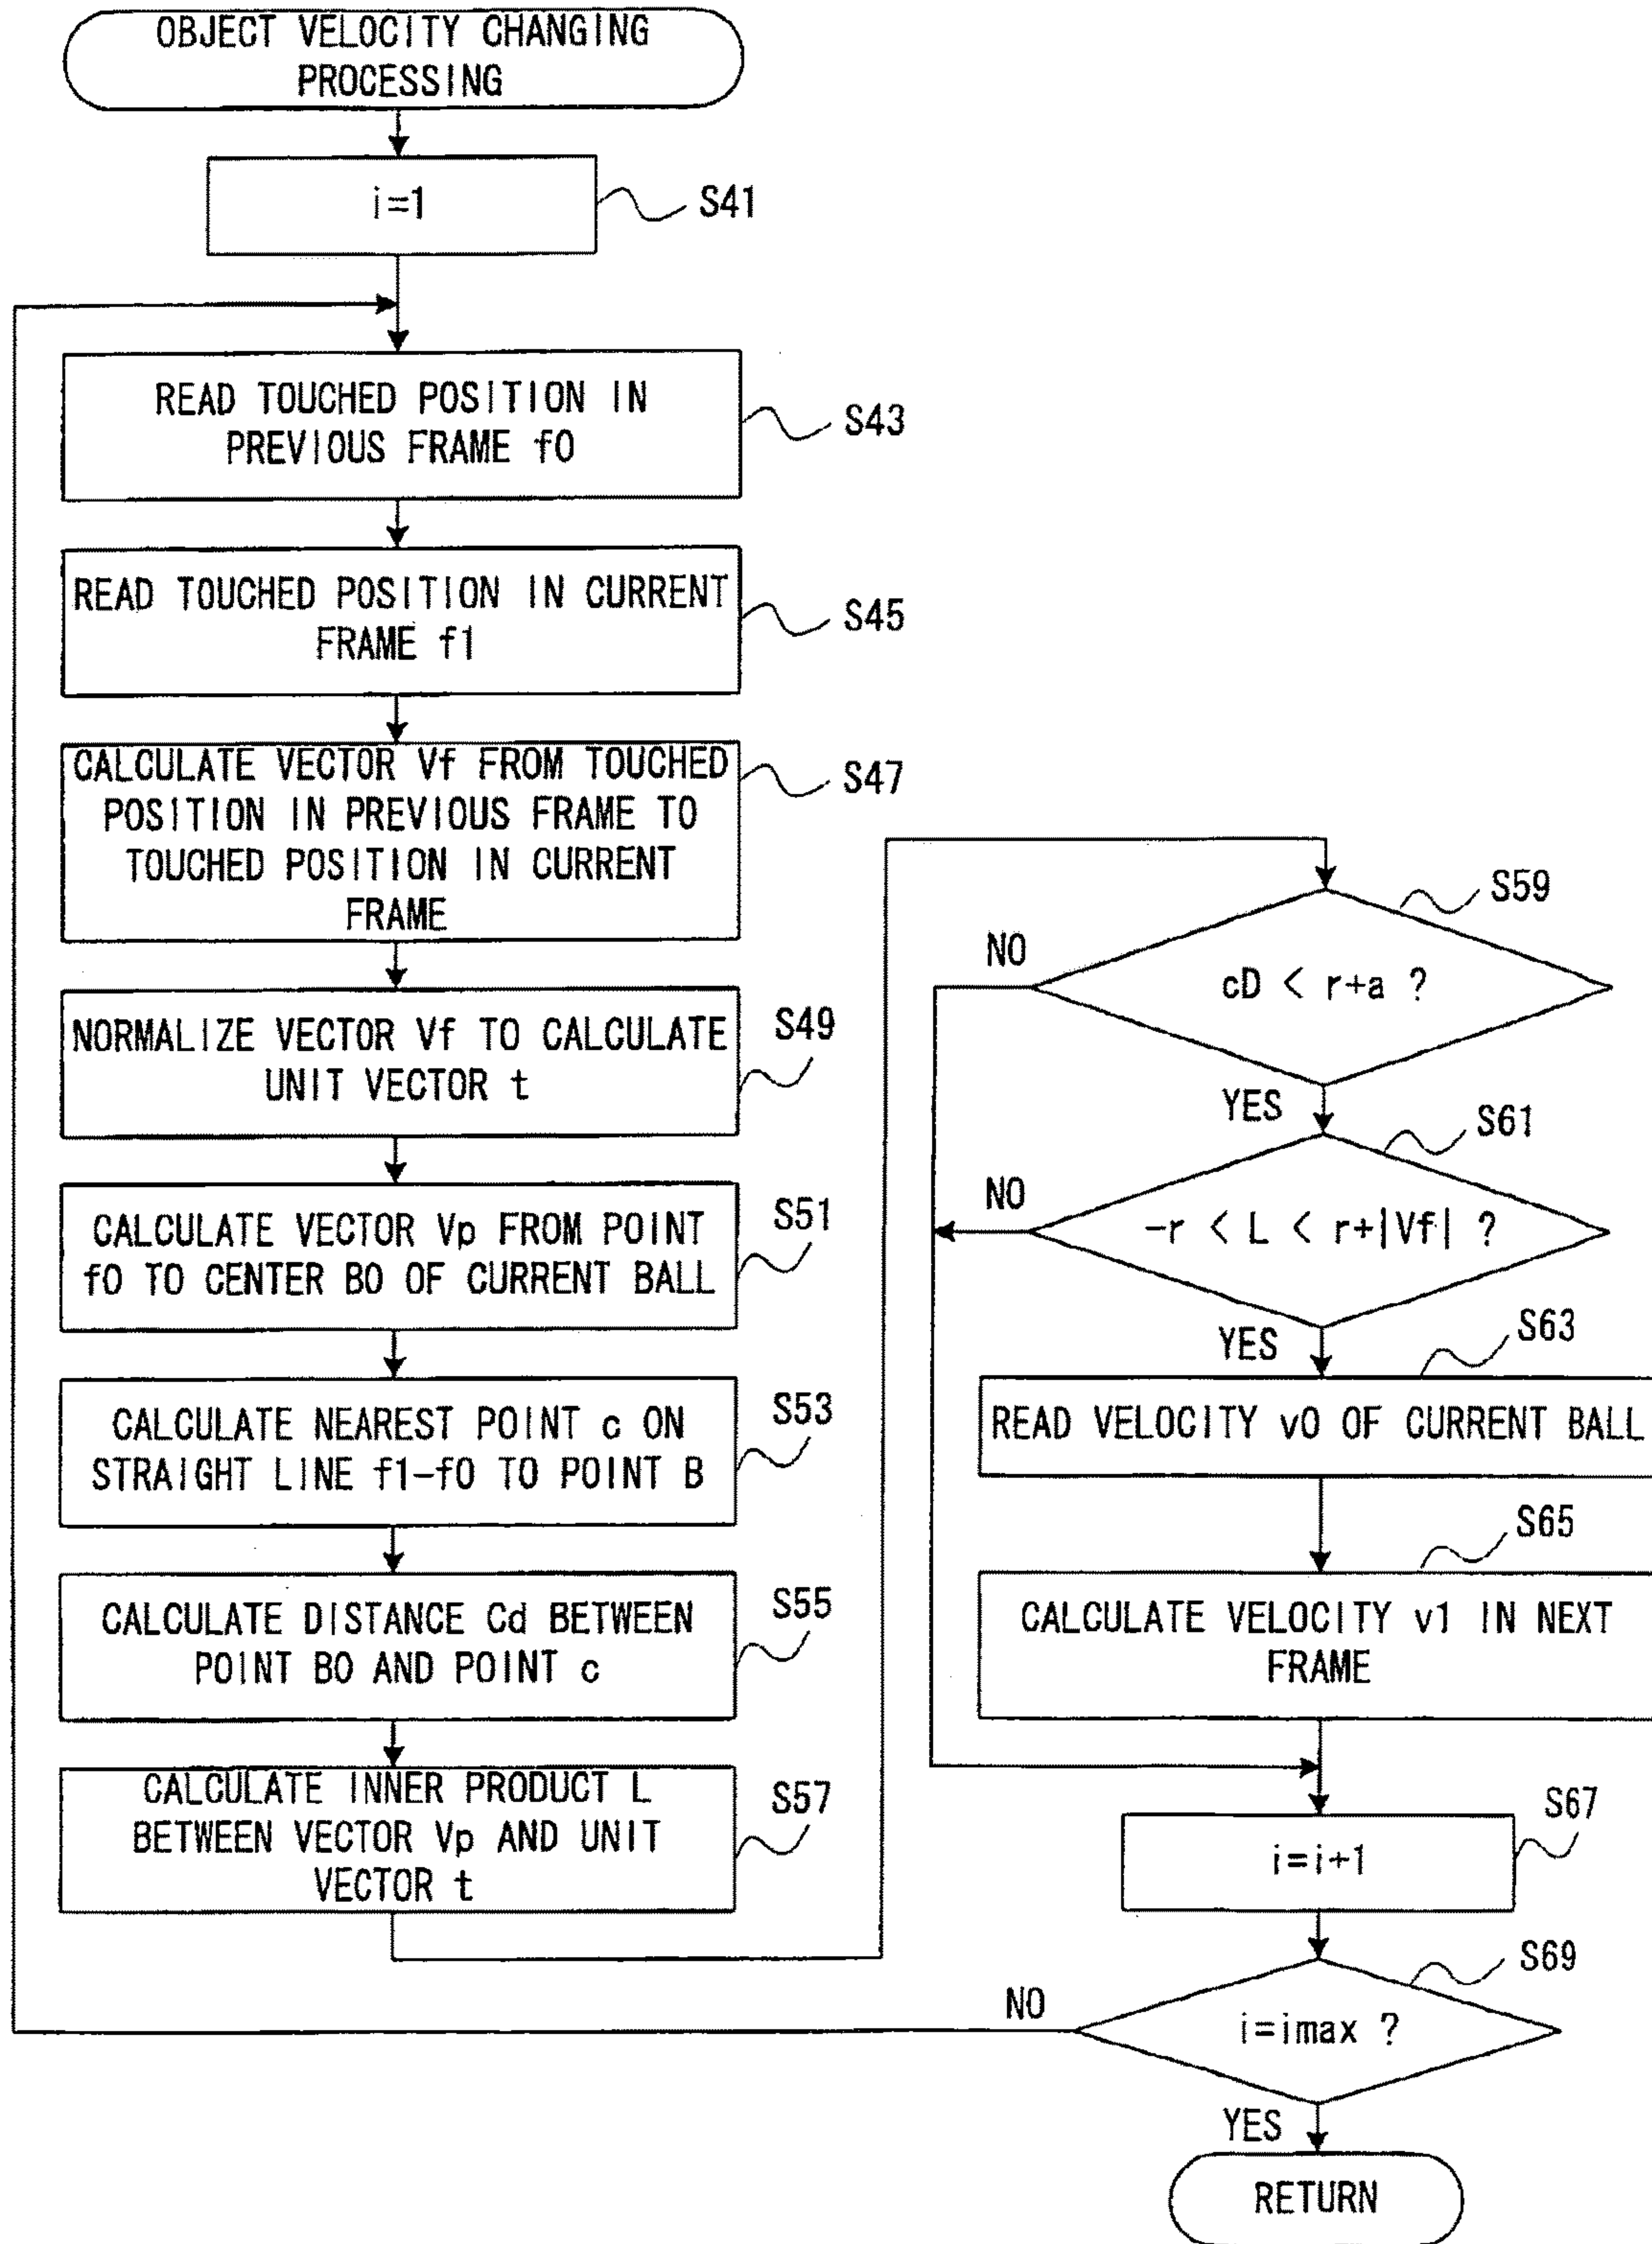 OBJECT VELOCITY CHANGING
PROCESSING
i=1
S41
READ TOUCHED POSITION IN
PREVIOUS FRAME f0
S43
READ TOUCHED POSITION IN CURRENT
FRAME f1
S45
CALCULATE VECTOR Vf FROM TOUCHED
POSITION IN PREVIOUS FRAME TO
TOUCHED POSITION IN CURRENT
FRAME
S47
NORMALIZE VECTOR Vf TO CALCULATE
UNIT VECTOR t
S49
CALCULATE VECTOR Vp FROM POINT
f0 TO CENTER B0 OF CURRENT BALL
S51
CALCULATE NEAREST POINT c ON
STRAIGHT LINE f1-f0 TO POINT B
S53
CALCULATE DISTANCE Cd BETWEEN
POINT B0 AND POINT c
S55
CALCULATE INNER PRODUCT L
BETWEEN VECTOR Vp AND UNIT
VECTOR t
S57
S59
NO
cD < r+a ?
YES
S61
NO
-r < L < r+|Vf| ?
YES
S63
READ VELOCITY v0 OF CURRENT BALL
S65
CALCULATE VELOCITY v1 IN NEXT
FRAME
S67
i=i+1
S69
NO
i=imax ?
YES
RETURN